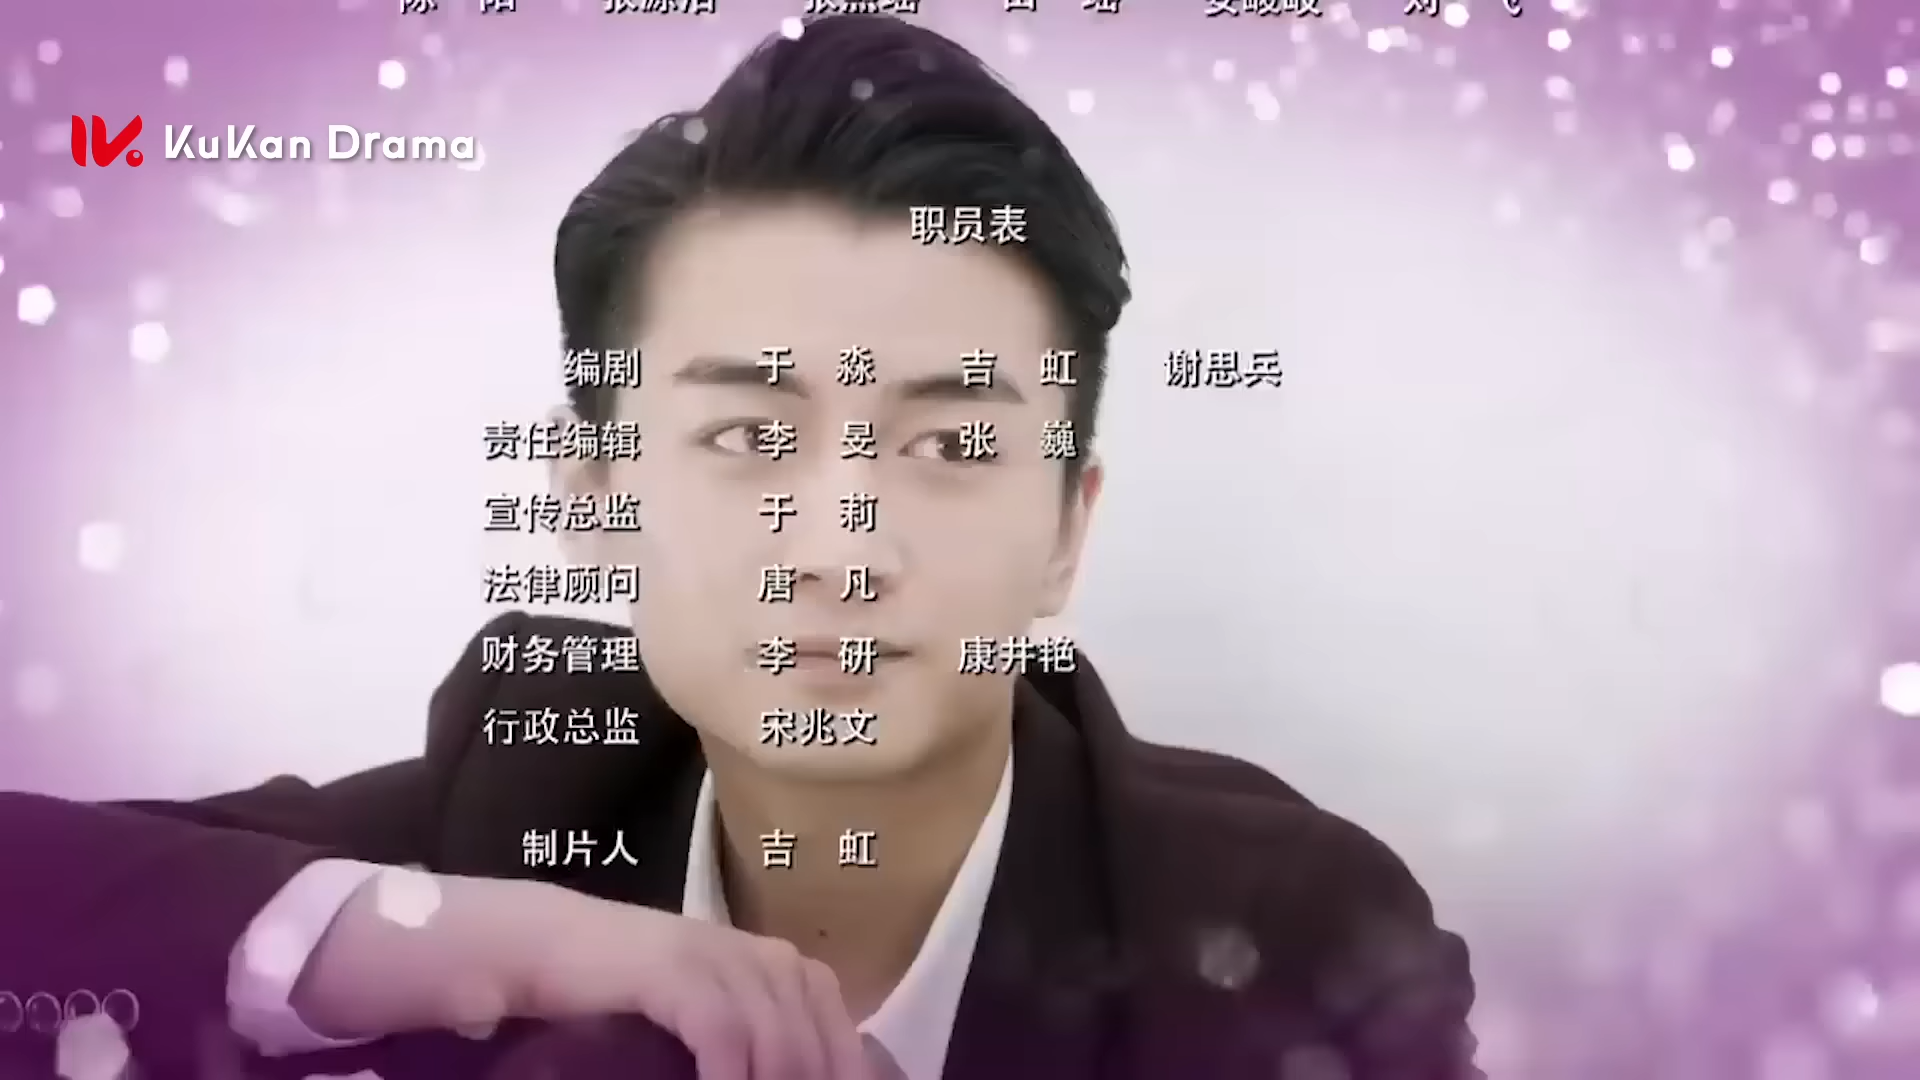 KuKan Drama
职员表
编剧 于淼 吉虹 谢思兵
责任编辑 李旻 张巍
宣传总监 于莉
法律顾问 唐凡
财务管理 李研 康井艳
行政总监 宋兆文
制片人 吉虹